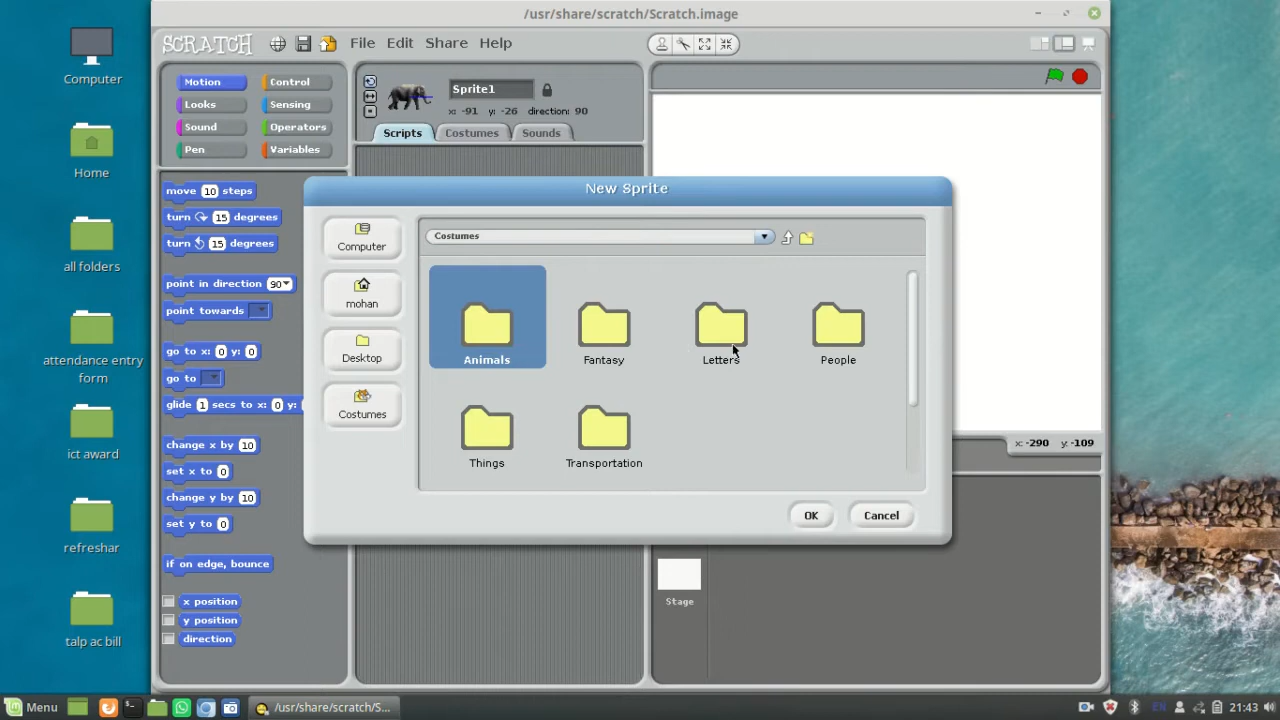 /usr/share/scratch/Scratch.image
SCRATCH
File Edit Share Help
Motion Control
Looks Sensing
Sound Operators
Pen Variables
Sprite1
x: -91 y: -26 direction: 90
Scripts Costumes Sounds
move 10 steps
turn 15 degrees
turn 15 degrees
point in direction 90
point towards
go to x: 0 y: 0
go to
glide 1 secs to x: 0 y:
change x by 10
set x to 0
change y by 10
set y to 0
if on edge, bounce
x position
y position
direction
New Sprite
Computer
mohan
Desktop
Costumes
Costumes
Animals Fantasy Letters People
Things Transportation
OK Cancel
x: -290 y: -109
Stage
Computer
Home
all folders
attendance entry
form
ict award
refreshar
talp ac bill
Menu
/usr/share/scratch/S...
EN
21:43